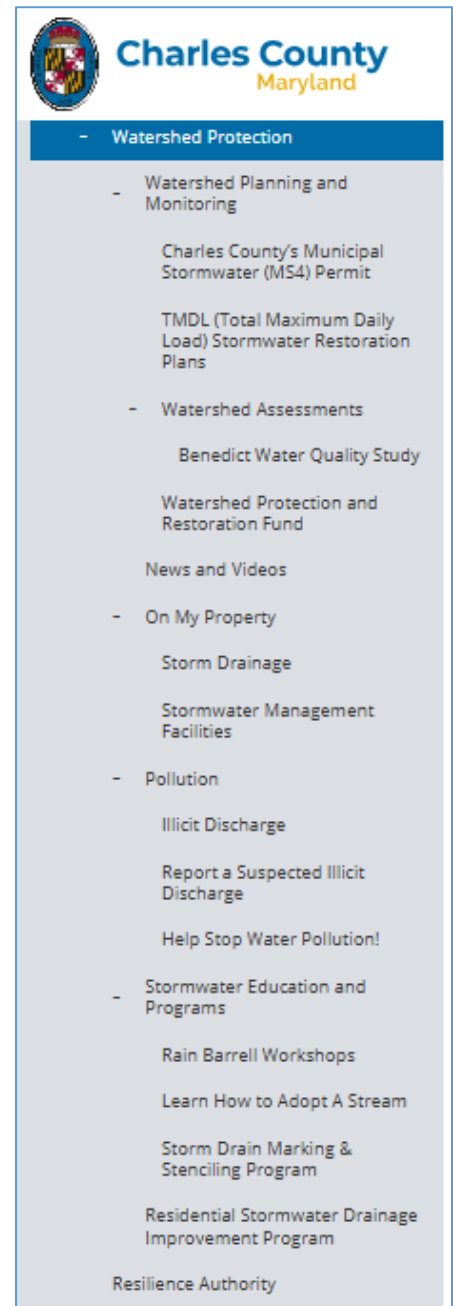 Charles County
Maryland
- Watershed Protection
- Watershed Planning and
Monitoring
Charles County's Municipal
Stormwater (MS4) Permit
TMDL (Total Maximum Daily
Load) Stormwater Restoration
Plans
- Watershed Assessments
Benedict Water Quality Study
Watershed Protection and
Restoration Fund
News and Videos
- On My Property
Storm Drainage
Stormwater Management
Facilities
- Pollution
Illicit Discharge
Report a Suspected Illicit
Discharge
Help Stop Water Pollution!
- Stormwater Education and
Programs
Rain Barrell Workshops
Learn How to Adopt A Stream
Storm Drain Marking &
Stenciling Program
Residential Stormwater Drainage
Improvement Program
Resilience Authority